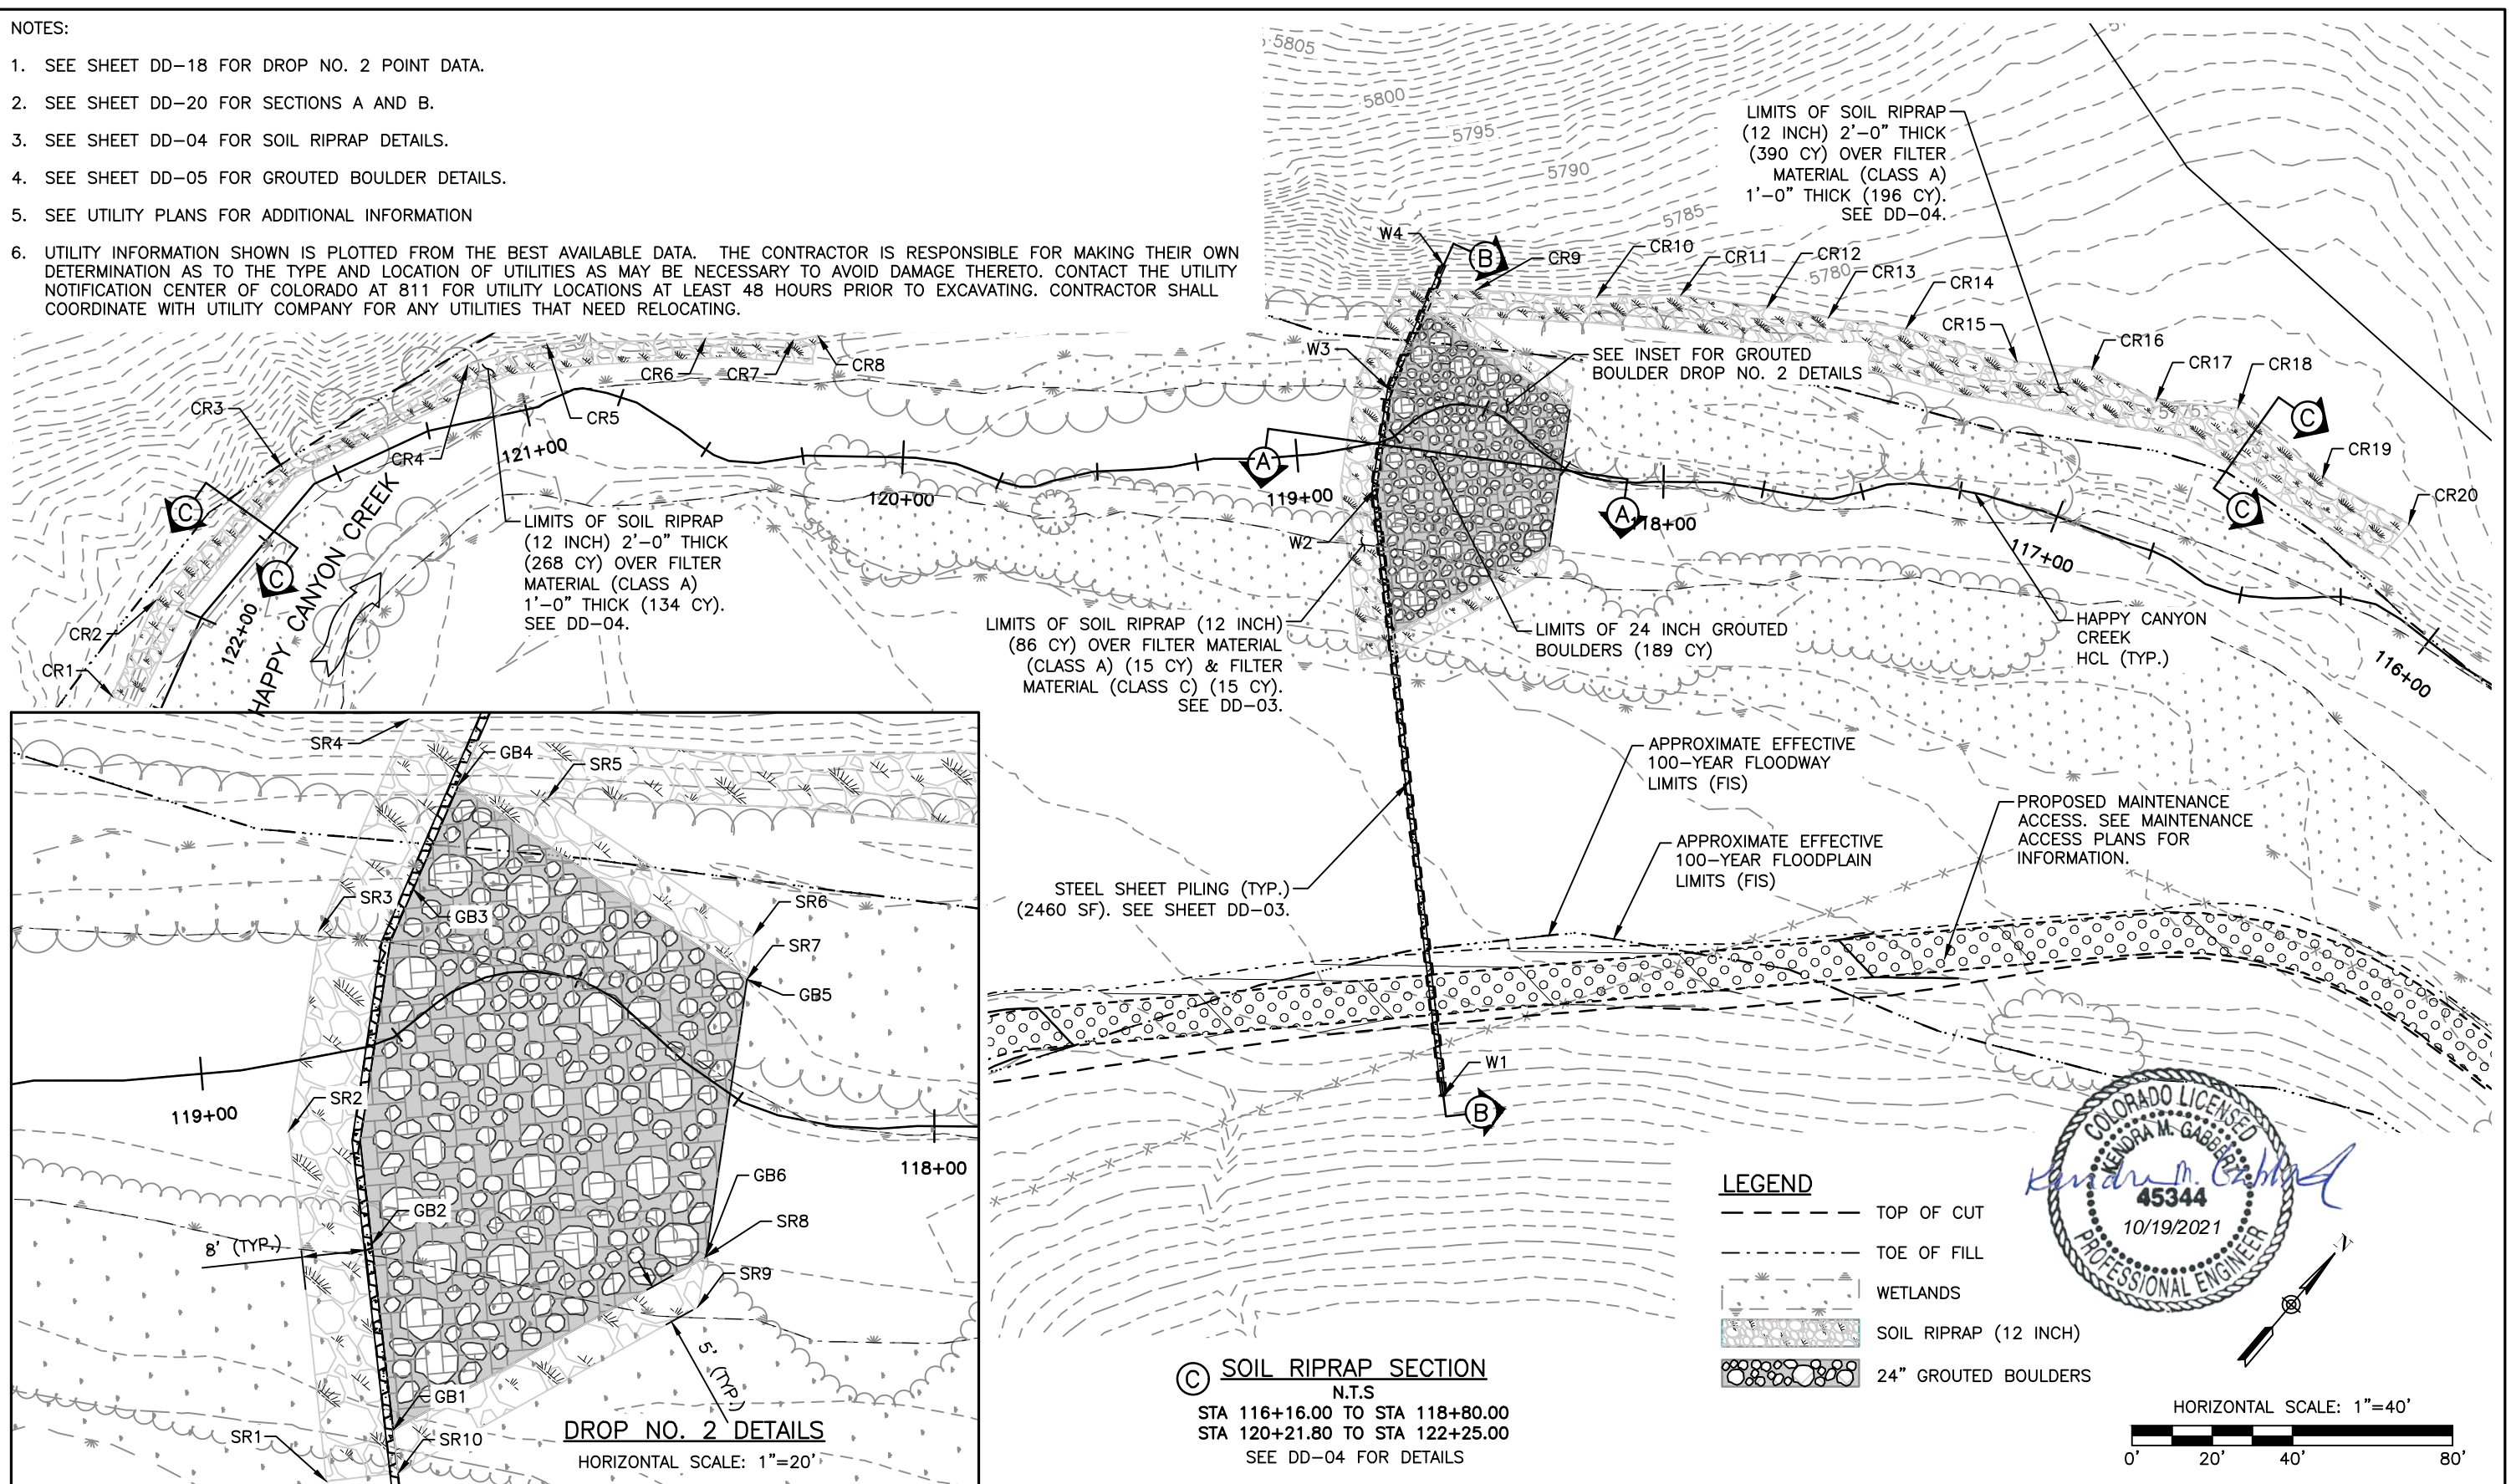 NOTES:
1. SEE SHEET DD-18 FOR DROP NO. 2 POINT DATA.
2. SEE SHEET DD-20 FOR SECTIONS A AND B.
3. SEE SHEET DD-04 FOR SOIL RIPRAP DETAILS.
4. SEE SHEET DD-05 FOR GROUTED BOULDER DETAILS.
5. SEE UTILITY PLANS FOR ADDITIONAL INFORMATION
6. UTILITY INFORMATION SHOWN IS PLOTTED FROM THE BEST AVAILABLE DATA. THE CONTRACTOR IS RESPONSIBLE FOR MAKING THEIR OWN
DETERMINATION AS TO THE TYPE AND LOCATION OF UTILITIES AS MAY BE NECESSARY TO AVOID DAMAGE THERETO. CONTACT THE UTILITY
NOTIFICATION CENTER OF COLORADO AT 811 FOR UTILITY LOCATIONS AT LEAST 48 HOURS PRIOR TO EXCAVATING. CONTRACTOR SHALL
COORDINATE WITH UTILITY COMPANY FOR ANY UTILITIES THAT NEED RELOCATING.
5805
5800
5795
5790
5785
5780
5775
LIMITS OF SOIL RIPRAP
(12 INCH) 2'-0" THICK
(390 CY) OVER FILTER
MATERIAL (CLASS A)
1'-0" THICK (196 CY).
SEE DD-04.
W4
B
CR9
CR10
CR11
CR12
CR13
CR14
CR15
CR16
CR17
CR18
CR19
CR20
C
C
W3
SEE INSET FOR GROUTED
BOULDER DROP NO. 2 DETAILS
CR3
CR4
CR5
CR6
CR7
CR8
C
C
CR2
CR1
122+00
121+00
120+00
119+00
118+00
117+00
116+00
A
A
W2
HAPPY CANYON CREEK
5775
LIMITS OF SOIL RIPRAP
(12 INCH) 2'-0" THICK
(268 CY) OVER FILTER
MATERIAL (CLASS A)
1'-0" THICK (134 CY).
SEE DD-04.
LIMITS OF SOIL RIPRAP (12 INCH)
(86 CY) OVER FILTER MATERIAL
(CLASS A) (15 CY) & FILTER
MATERIAL (CLASS C) (15 CY).
SEE DD-03.
LIMITS OF 24 INCH GROUTED
BOULDERS (189 CY)
HAPPY CANYON
CREEK
HCL (TYP.)
APPROXIMATE EFFECTIVE
100-YEAR FLOODWAY
LIMITS (FIS)
APPROXIMATE EFFECTIVE
100-YEAR FLOODPLAIN
LIMITS (FIS)
PROPOSED MAINTENANCE
ACCESS. SEE MAINTENANCE
ACCESS PLANS FOR
INFORMATION.
STEEL SHEET PILING (TYP.)
(2460 SF). SEE SHEET DD-03.
W1
B
SR4
GB4
SR5
SR3
GB3
SR6
SR7
GB5
SR2
119+00
118+00
GB6
GB2
SR8
8' (TYP.)
SR9
5' (TYP.)
GB1
SR1
SR10
DROP NO. 2 DETAILS
HORIZONTAL SCALE: 1"=20'
C SOIL RIPRAP SECTION
N.T.S
STA 116+16.00 TO STA 118+80.00
STA 120+21.80 TO STA 122+25.00
SEE DD-04 FOR DETAILS
LEGEND
TOP OF CUT
TOE OF FILL
WETLANDS
SOIL RIPRAP (12 INCH)
24" GROUTED BOULDERS
COLORADO LICENSED
KENDRA M. GABBERT
Kendra M. Gabbert
45344
10/19/2021
PROFESSIONAL ENGINEER
N
HORIZONTAL SCALE: 1"=40'
0' 20' 40' 80'